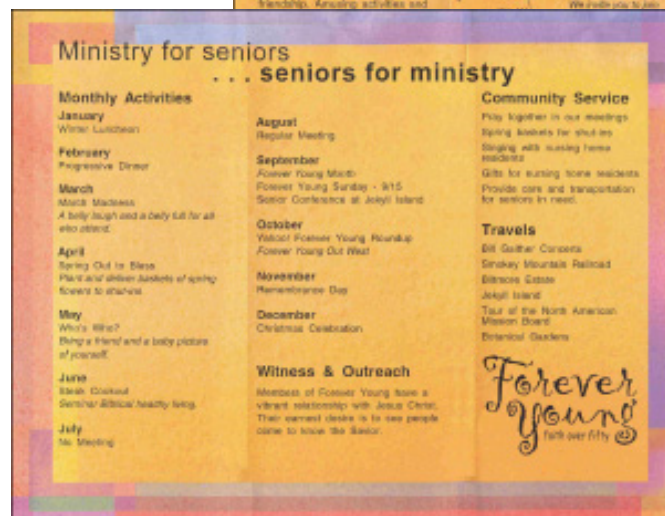 friendship. Amusing activities and
We invite you to join
Ministry for seniors
. . . seniors for ministry
Monthly Activities
January
Winter Luncheon
February
Progressive Dinner
March
March Madness
A belly laugh and a belly full for all
who attend.
April
Spring Out to Bless
Plant and deliver baskets of spring
flowers to shut-ins.
May
Who's Who?
Bring a friend and a baby picture
of yourself.
June
Steak Cookout
Seminar Biblical healthy living.
July
No Meeting
August
Regular Meeting
September
Forever Young Month
Forever Young Sunday - 9/15
Senior Conference at Jekyll Island
October
Yahoo! Forever Young Roundup
Forever Young Out West
November
Remembrance Day
December
Christmas Celebration
Witness & Outreach
Members of Forever Young have a
vibrant relationship with Jesus Christ.
Their earnest desire is to see people
come to know the Savior.
Community Service
Pray together in our meetings
Spring baskets for shut-ins
Singing with nursing home
residents
Gifts for nursing home residents
Provide care and transportation
for seniors in need.
Travels
Bill Gaither Concerts
Smokey Mountain Railroad
Biltmore Estate
Jekyll Island
Tour of the North American
Mission Board
Botanical Gardens
Forever
Young
faith over fifty